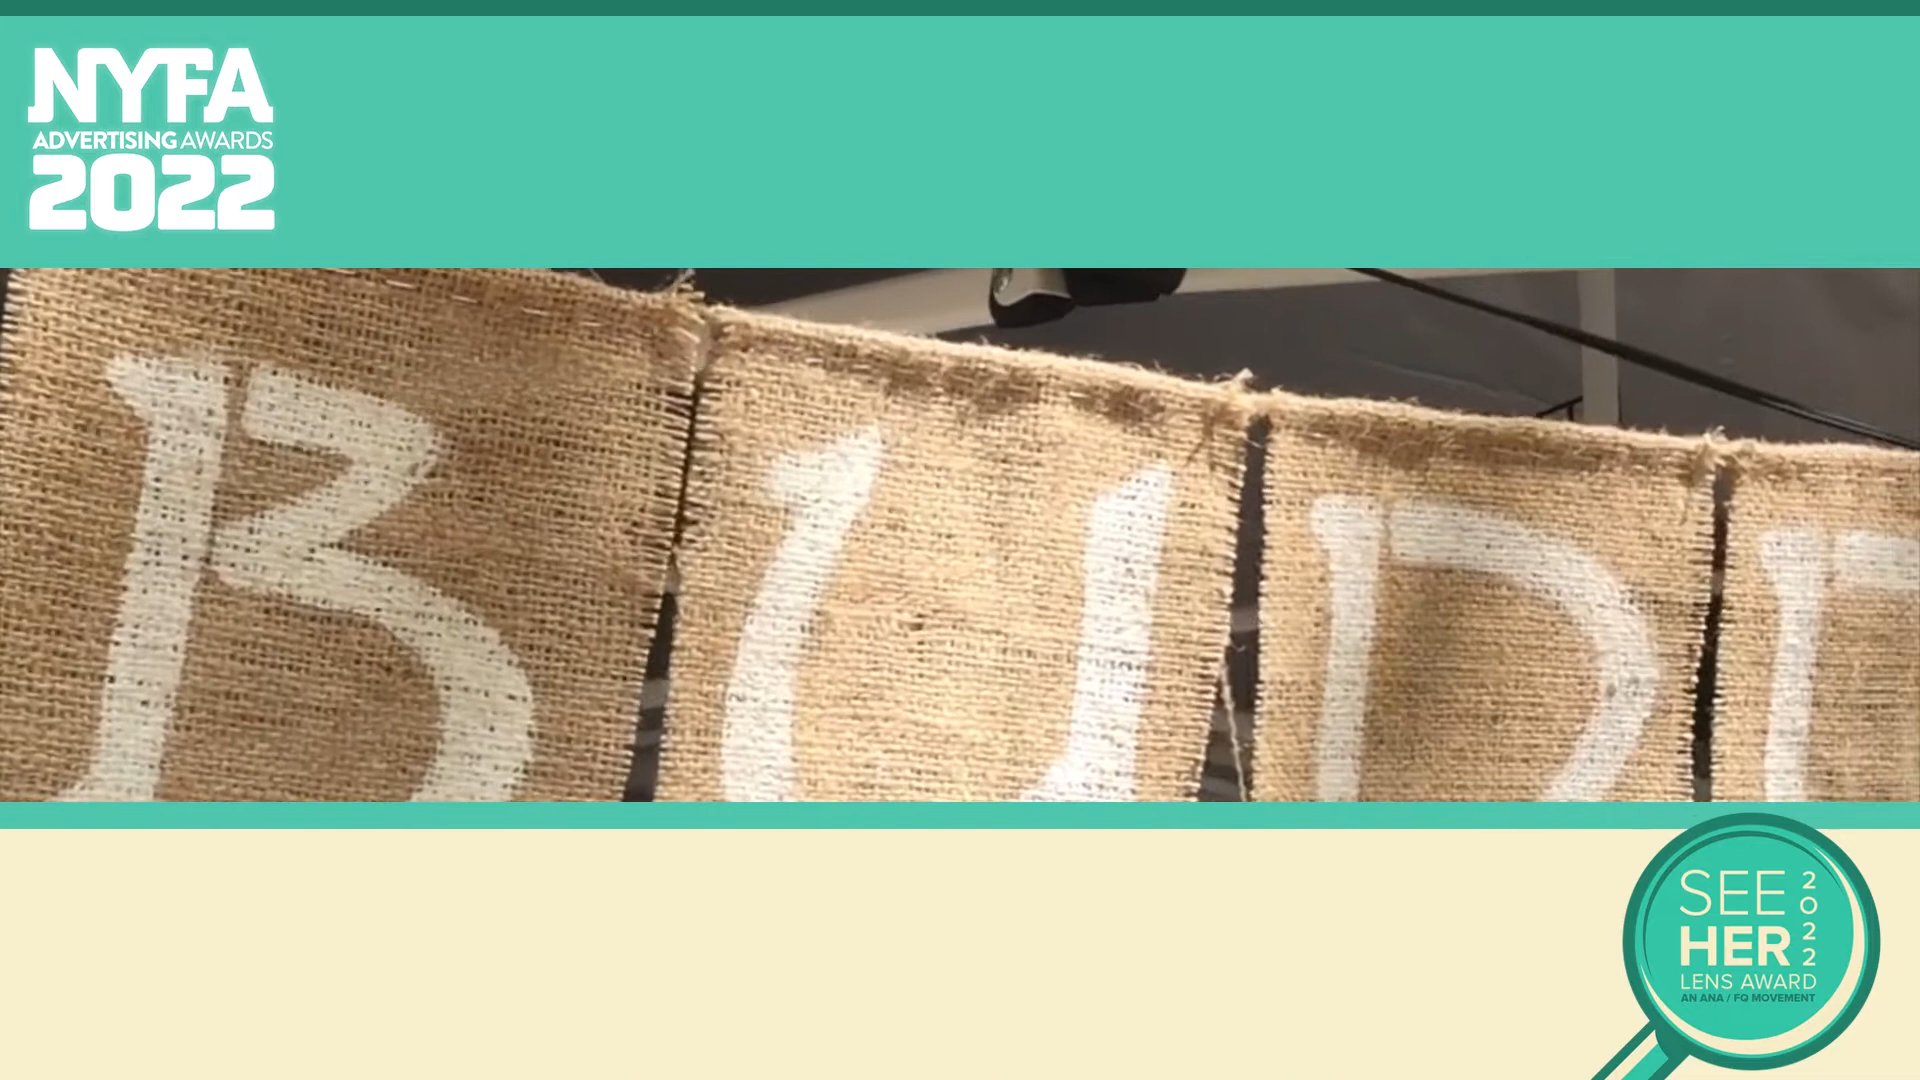 NYFA
ADVERTISING AWARDS
2022
BUD
SEE
HER
2022
LENS AWARD
AN ANA / FQ MOVEMENT